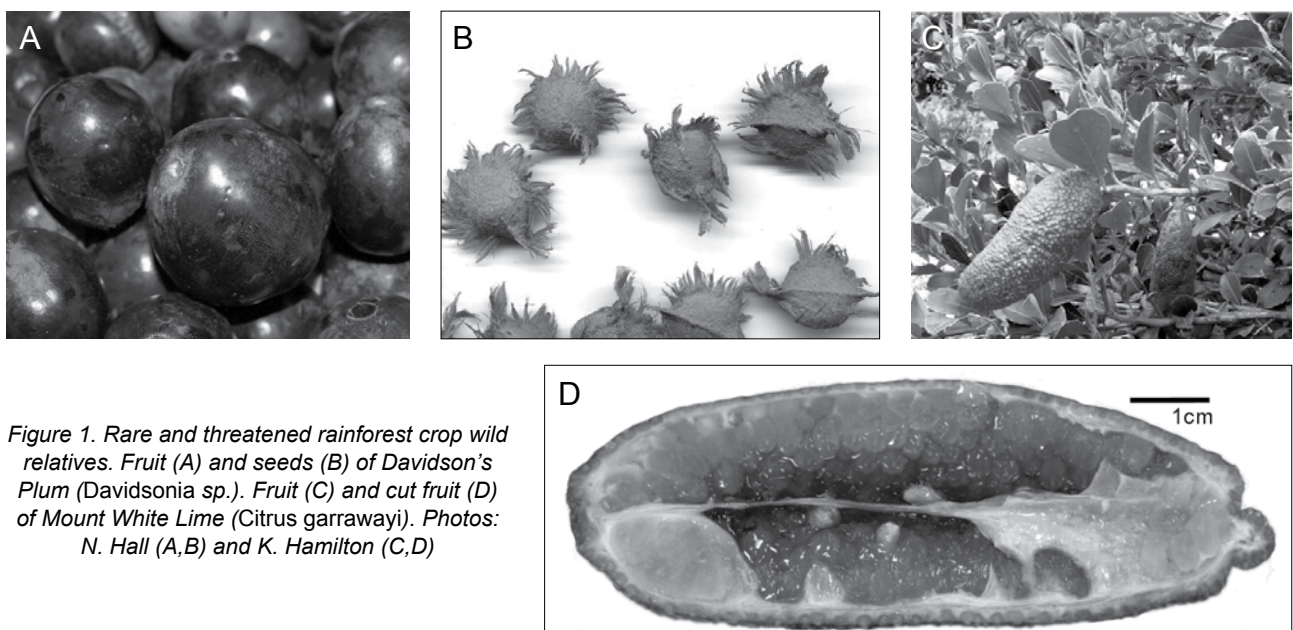 A
B
C
D
1cm
Figure 1. Rare and threatened rainforest crop wild
relatives. Fruit (A) and seeds (B) of Davidson's
Plum (Davidsonia sp.). Fruit (C) and cut fruit (D)
of Mount White Lime (Citrus garrawayi). Photos:
N. Hall (A,B) and K. Hamilton (C,D)